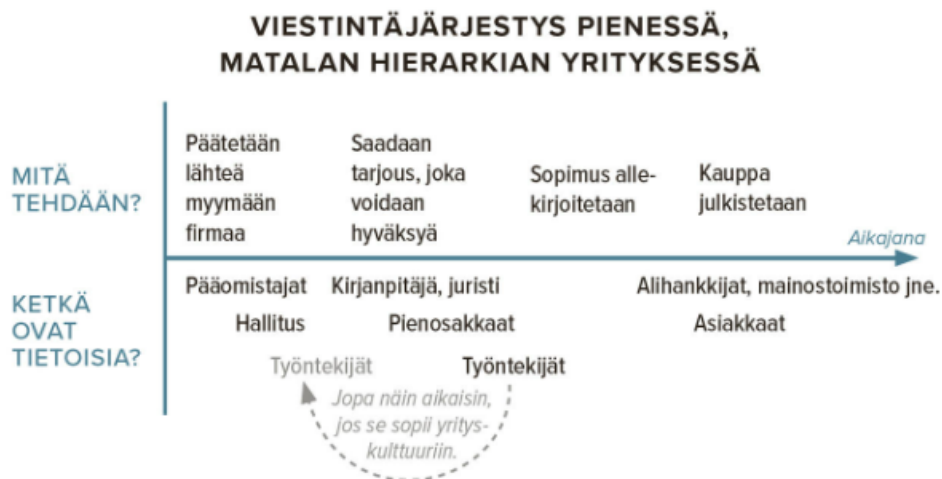 VIESTINTÄJÄRJESTYS PIENESSÄ,
MATALAN HIERARKIAN YRITYKSESSÄ
MITÄ
TEHDÄÄN?
Päätetään
lähteä
myymään
firmaa
Saadaan
tarjous, joka
voidaan
hyväksyä
Sopimus alle-
kirjoitetaan
Kauppa
julkistetaan
Aikajana
KETKÄ
OVAT
TIETOISIA?
Pääomistajat
Kirjanpitäjä, juristi
Alihankkijat, mainostoimisto jne.
Hallitus
Pienosakkaat
Asiakkaat
Työntekijät
Työntekijät
Jopa näin aikaisin,
jos se sopii yritys-
kulttuuriin.